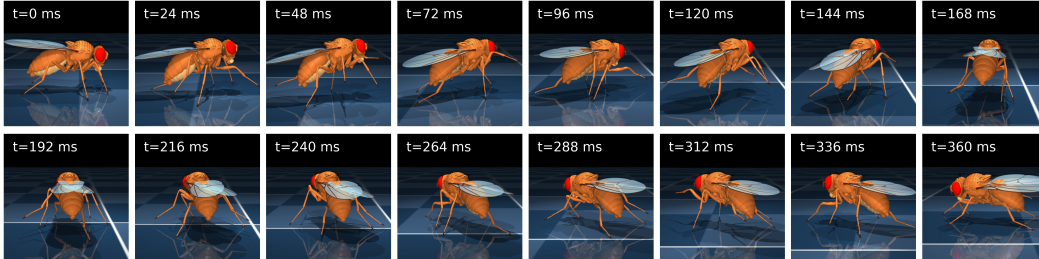 t=0 ms
t=24 ms
t=48 ms
t=72 ms
t=96 ms
t=120 ms
t=144 ms
t=168 ms
t=192 ms
t=216 ms
t=240 ms
t=264 ms
t=288 ms
t=312 ms
t=336 ms
t=360 ms